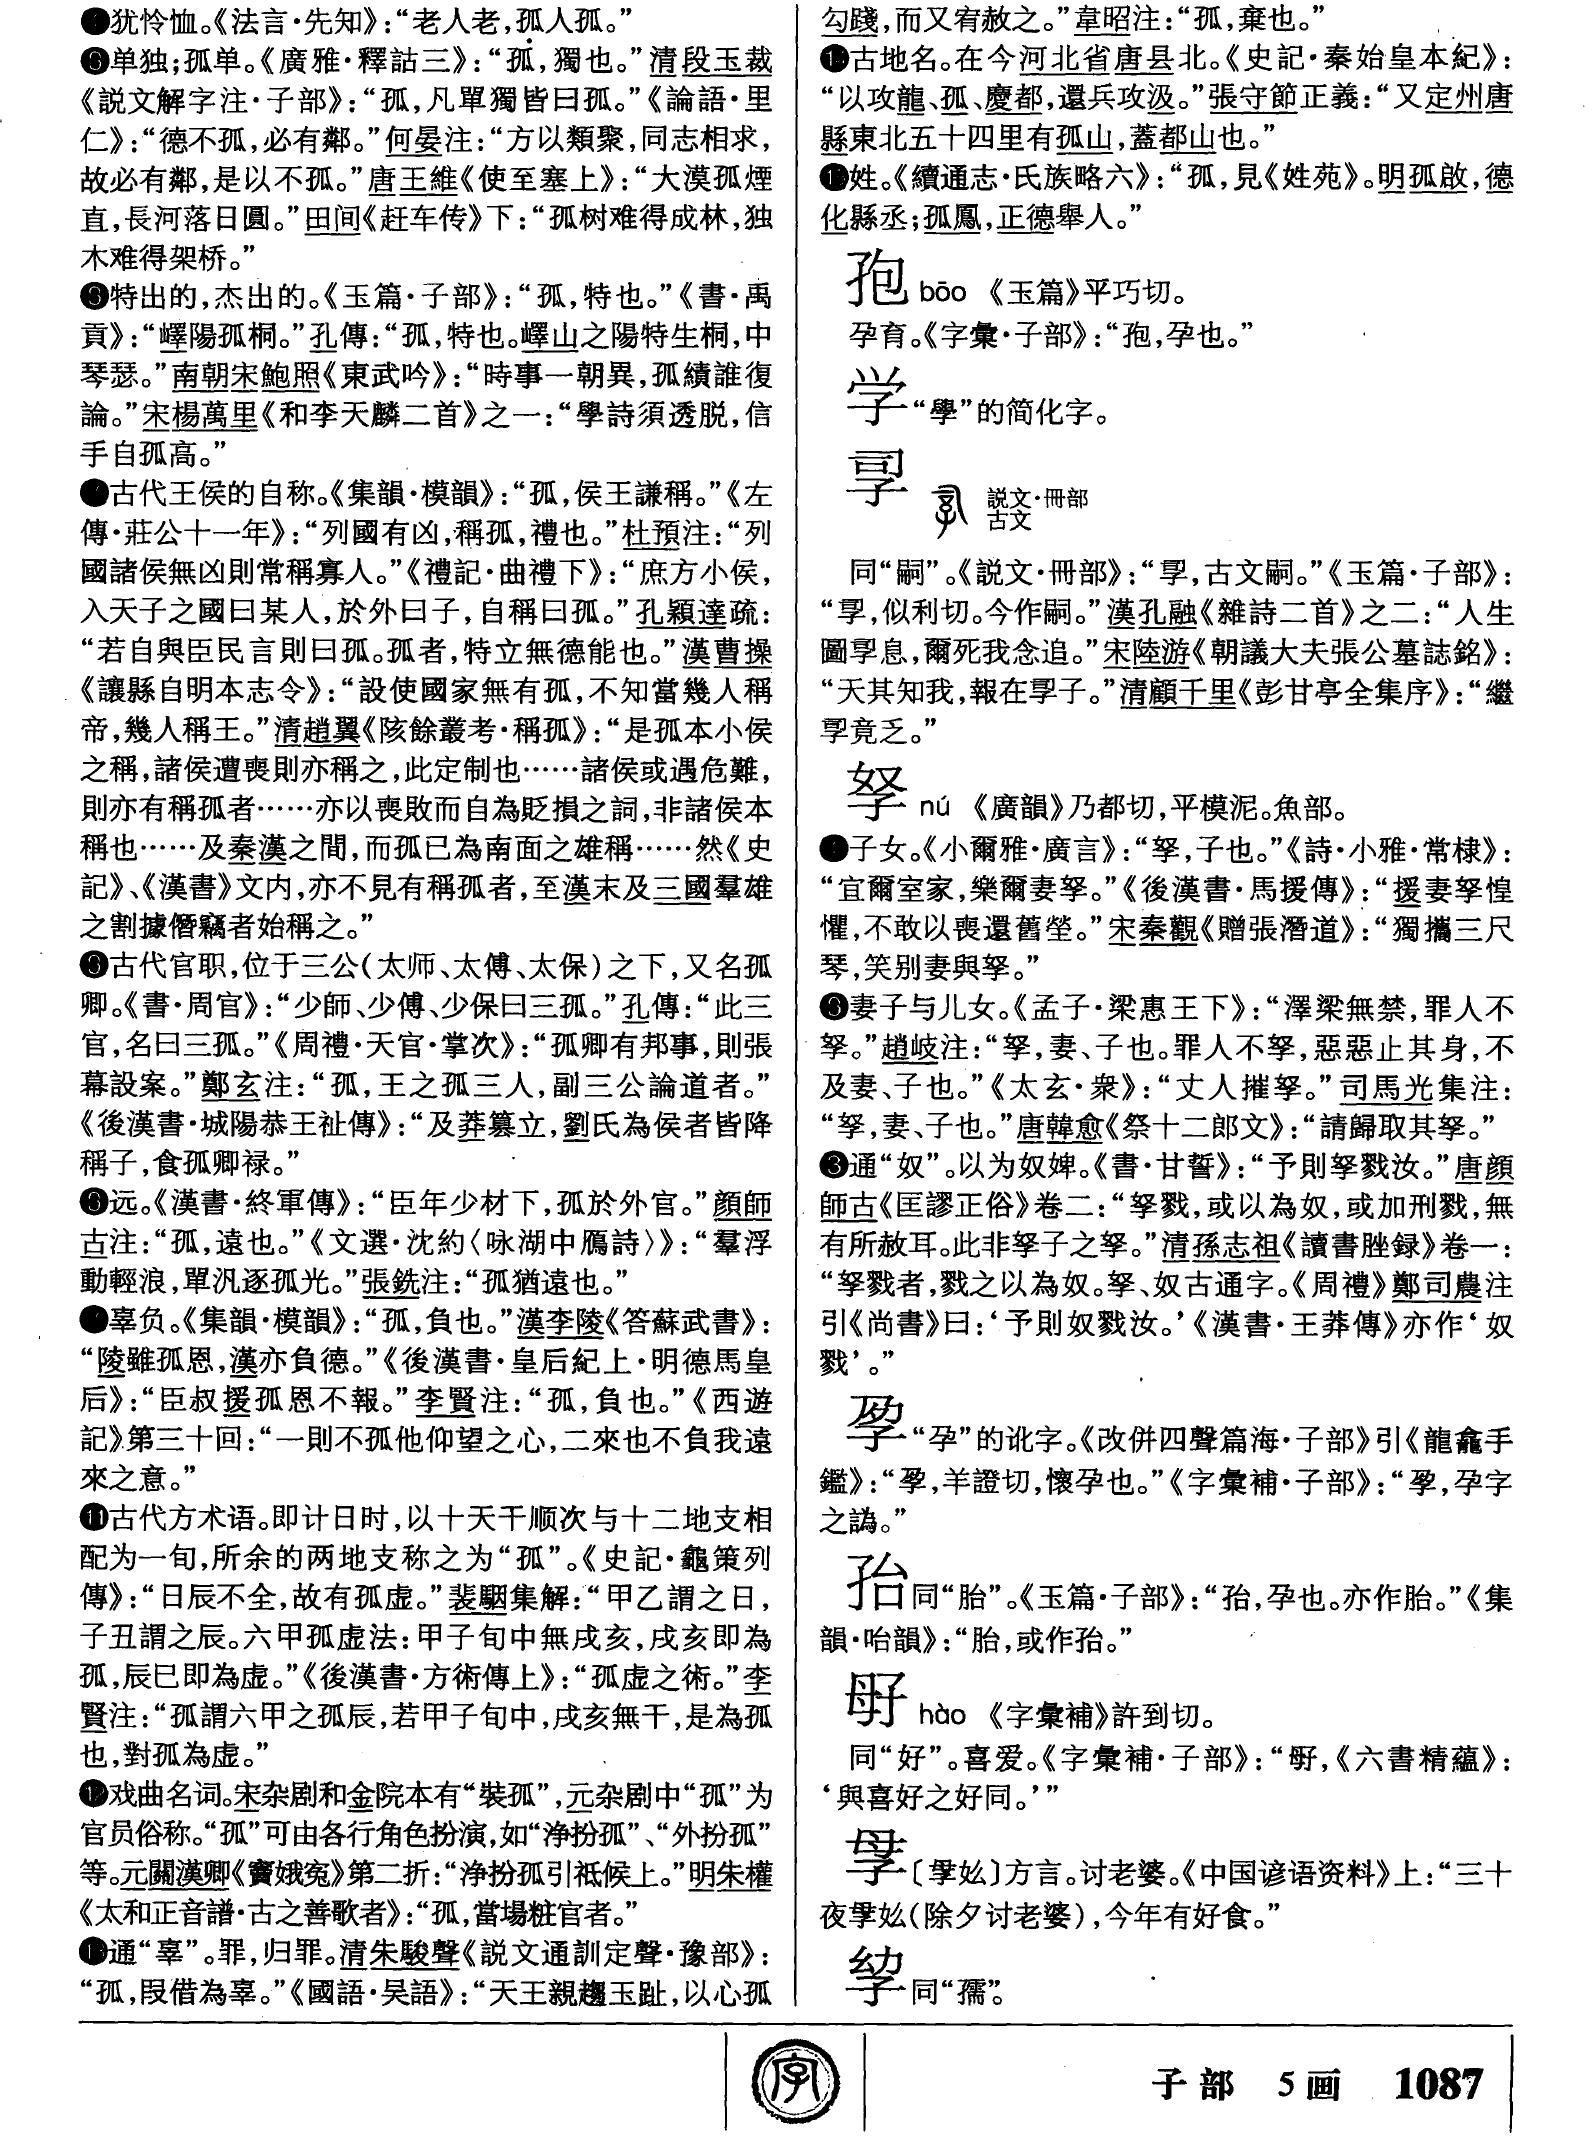 犹怜恤。《法言·先知》：“老人老，孤人孤。”
单独；孤单。《廣雅·釋詁三》：“孤，獨也。”清段玉裁
《説文解字注·子部》：“孤，凡單獨皆曰孤。”《論語·里
仁》：“德不孤，必有鄰。”何晏注：“方以類聚，同志相求，
故必有鄰，是以不孤。”唐王維《使至塞上》：“大漠孤煙
直，長河落日圓。”田间《赶车传》下：“孤树难得成林，独
木难得架桥。”
特出的，杰出的。《玉篇·子部》：“孤，特也。”《書·禹
貢》：“嶧陽孤桐。”孔傳：“孤，特也。嶧山之陽特生桐，中
琴瑟。”南朝宋鮑照《東武吟》：“時事一朝異，孤績誰復
論。”宋楊萬里《和李天麟二首》之一：“學詩須透脱，信
手自孤高。”
古代王侯的自称。《集韻·模韻》：“孤，侯王謙稱。”《左
傳·莊公十一年》：“列國有凶，稱孤，禮也。”杜預注：“列
國諸侯無凶則常稱寡人。”《禮記·曲禮下》：“庶方小侯，
入天子之國曰某人，於外曰子，自稱曰孤。”孔穎達疏：
“若自與臣民言則曰孤。孤者，特立無德能也。”漢曹操
《讓縣自明本志令》：“設使國家無有孤，不知當幾人稱
帝，幾人稱王。”清趙翼《陔餘叢考·稱孤》：“是孤本小侯
之稱，諸侯遭喪則亦稱之，此定制也……諸侯或遇危難，
則亦有稱孤者……亦以喪敗而自為貶損之詞，非諸侯本
稱也……及秦漢之間，而孤已為南面之雄稱……然《史
記》、《漢書》文内，亦不見有稱孤者，至漢末及三國羣雄
之割據僭竊者始稱之。”
古代官职，位于三公（太师、太傅、太保）之下，又名孤
卿。《書·周官》：“少師、少傅、少保曰三孤。”孔傳：“此三
官，名曰三孤。”《周禮·天官·掌次》：“孤卿有邦事，則張
幕設案。”鄭玄注：“孤，王之孤三人，副三公論道者。”
《後漢書·城陽恭王祉傳》：“及莽篡立，劉氏為侯者皆降
稱子，食孤卿禄。”
远。《漢書·終軍傳》：“臣年少材下，孤於外官。”顔師
古注：“孤，遠也。”《文選·沈約〈咏湖中鴈詩〉》：“羣浮
動輕浪，單汎逐孤光。”張銑注：“孤猶遠也。”
辜负。《集韻·模韻》：“孤，負也。”漢李陵《答蘇武書》：
“陵雖孤恩，漢亦負德。”《後漢書·皇后紀上·明德馬皇
后》：“臣叔援孤恩不報。”李賢注：“孤，負也。”《西遊
記》第三十回：“一則不孤他仰望之心，二來也不負我遠
來之意。”
⓫古代方术语。即计日时，以十天干顺次与十二地支相
配为一旬，所余的两地支称之为“孤”。《史記·龜策列
傳》：“日辰不全，故有孤虚。”裴駰集解：“甲乙謂之日，
子丑謂之辰。六甲孤虚法：甲子旬中無戌亥，戌亥即為
孤，辰巳即為虚。”《後漢書·方術傳上》：“孤虚之術。”李
賢注：“孤謂六甲之孤辰，若甲子旬中，戌亥無干，是為孤
也，對孤為虚。”
戏曲名词。宋杂剧和金院本有“装孤”，元杂剧中“孤”为
官员俗称。“孤”可由各行角色扮演，如“净扮孤”、“外扮孤”
等。元關漢卿《竇娥冤》第二折：“净扮孤引祗候上。”明朱權
《太和正音譜·古之善歌者》：“孤，當場粧官者。”
通“辜”。罪，归罪。清朱駿聲《説文通訓定聲·豫部》：
“孤，叚借為辜。”《國語·吴語》：“天王親趨玉趾，以心孤
勾踐，而又宥赦之。”韋昭注：“孤，棄也。”
古地名。在今河北省唐县北。《史記·秦始皇本紀》：
“以攻龍、孤、慶都，還兵攻汲。”張守節正義：“又定州唐
縣東北五十四里有孤山，蓋都山也。”
姓。《續通志·氏族略六》：“孤，見《姓苑》。明孤啟，德
化縣丞；孤鳳，正德舉人。”
孢 bāo 《玉篇》平巧切。
孕育。《字彙·子部》：“孢，孕也。”
学“學”的简化字。
孠 説文·冊部
古文
同“嗣”。《説文·冊部》：“孠，古文嗣。”《玉篇·子部》：
“孠，似利切。今作嗣。”漢孔融《雜詩二首》之二：“人生
圖孠息，爾死我念追。”宋陸游《朝議大夫張公墓誌銘》：
“天其知我，報在孠子。”清顧千里《彭甘亭全集序》：“繼
孠竟乏。”
孥 nú 《廣韻》乃都切，平模泥。魚部。
子女。《小爾雅·廣言》：“孥，子也。”《詩·小雅·常棣》：
“宜爾室家，樂爾妻孥。”《後漢書·馬援傳》：“援妻孥惶
懼，不敢以喪還舊塋。”宋秦觀《贈張潛道》：“獨攜三尺
琴，笑别妻與孥。”
妻子与儿女。《孟子·梁惠王下》：“澤梁無禁，罪人不
孥。”趙岐注：“孥，妻、子也。罪人不孥，惡惡止其身，不
及妻、子也。”《太玄·衆》：“丈人摧孥。”司馬光集注：
“孥，妻、子也。”唐韓愈《祭十二郎文》：“請歸取其孥。”
❸通“奴”。以为奴婢。《書·甘誓》：“予則孥戮汝。”唐顔
師古《匡謬正俗》卷二：“孥戮，或以為奴，或加刑戮，無
有所赦耳。此非孥子之孥。”清孫志祖《讀書脞録》卷一：
“孥戮者，戮之以為奴。孥、奴古通字。《周禮》鄭司農注
引《尚書》曰：‘予則奴戮汝。’《漢書·王莽傳》亦作‘奴
戮’。”
“孕”的讹字。《改併四聲篇海·子部》引《龍龕手
鑑》：“，羊證切，懷孕也。”《字彙補·子部》：“，孕字
之譌。”
孡同“胎”。《玉篇·子部》：“孡，孕也。亦作胎。”《集
韻·咍韻》：“胎，或作孡。”
㝀 hào 《字彙補》許到切。
同“好”。喜爱。《字彙補·子部》：“㝀，《六書精蘊》：
‘與喜好之好同。’”
〔⿱母子㚢〕方言。讨老婆。《中国谚语资料》上：“三十
夜（除夕讨老婆），今年有好食。”
同“孺”。
字
子部 5画 1087